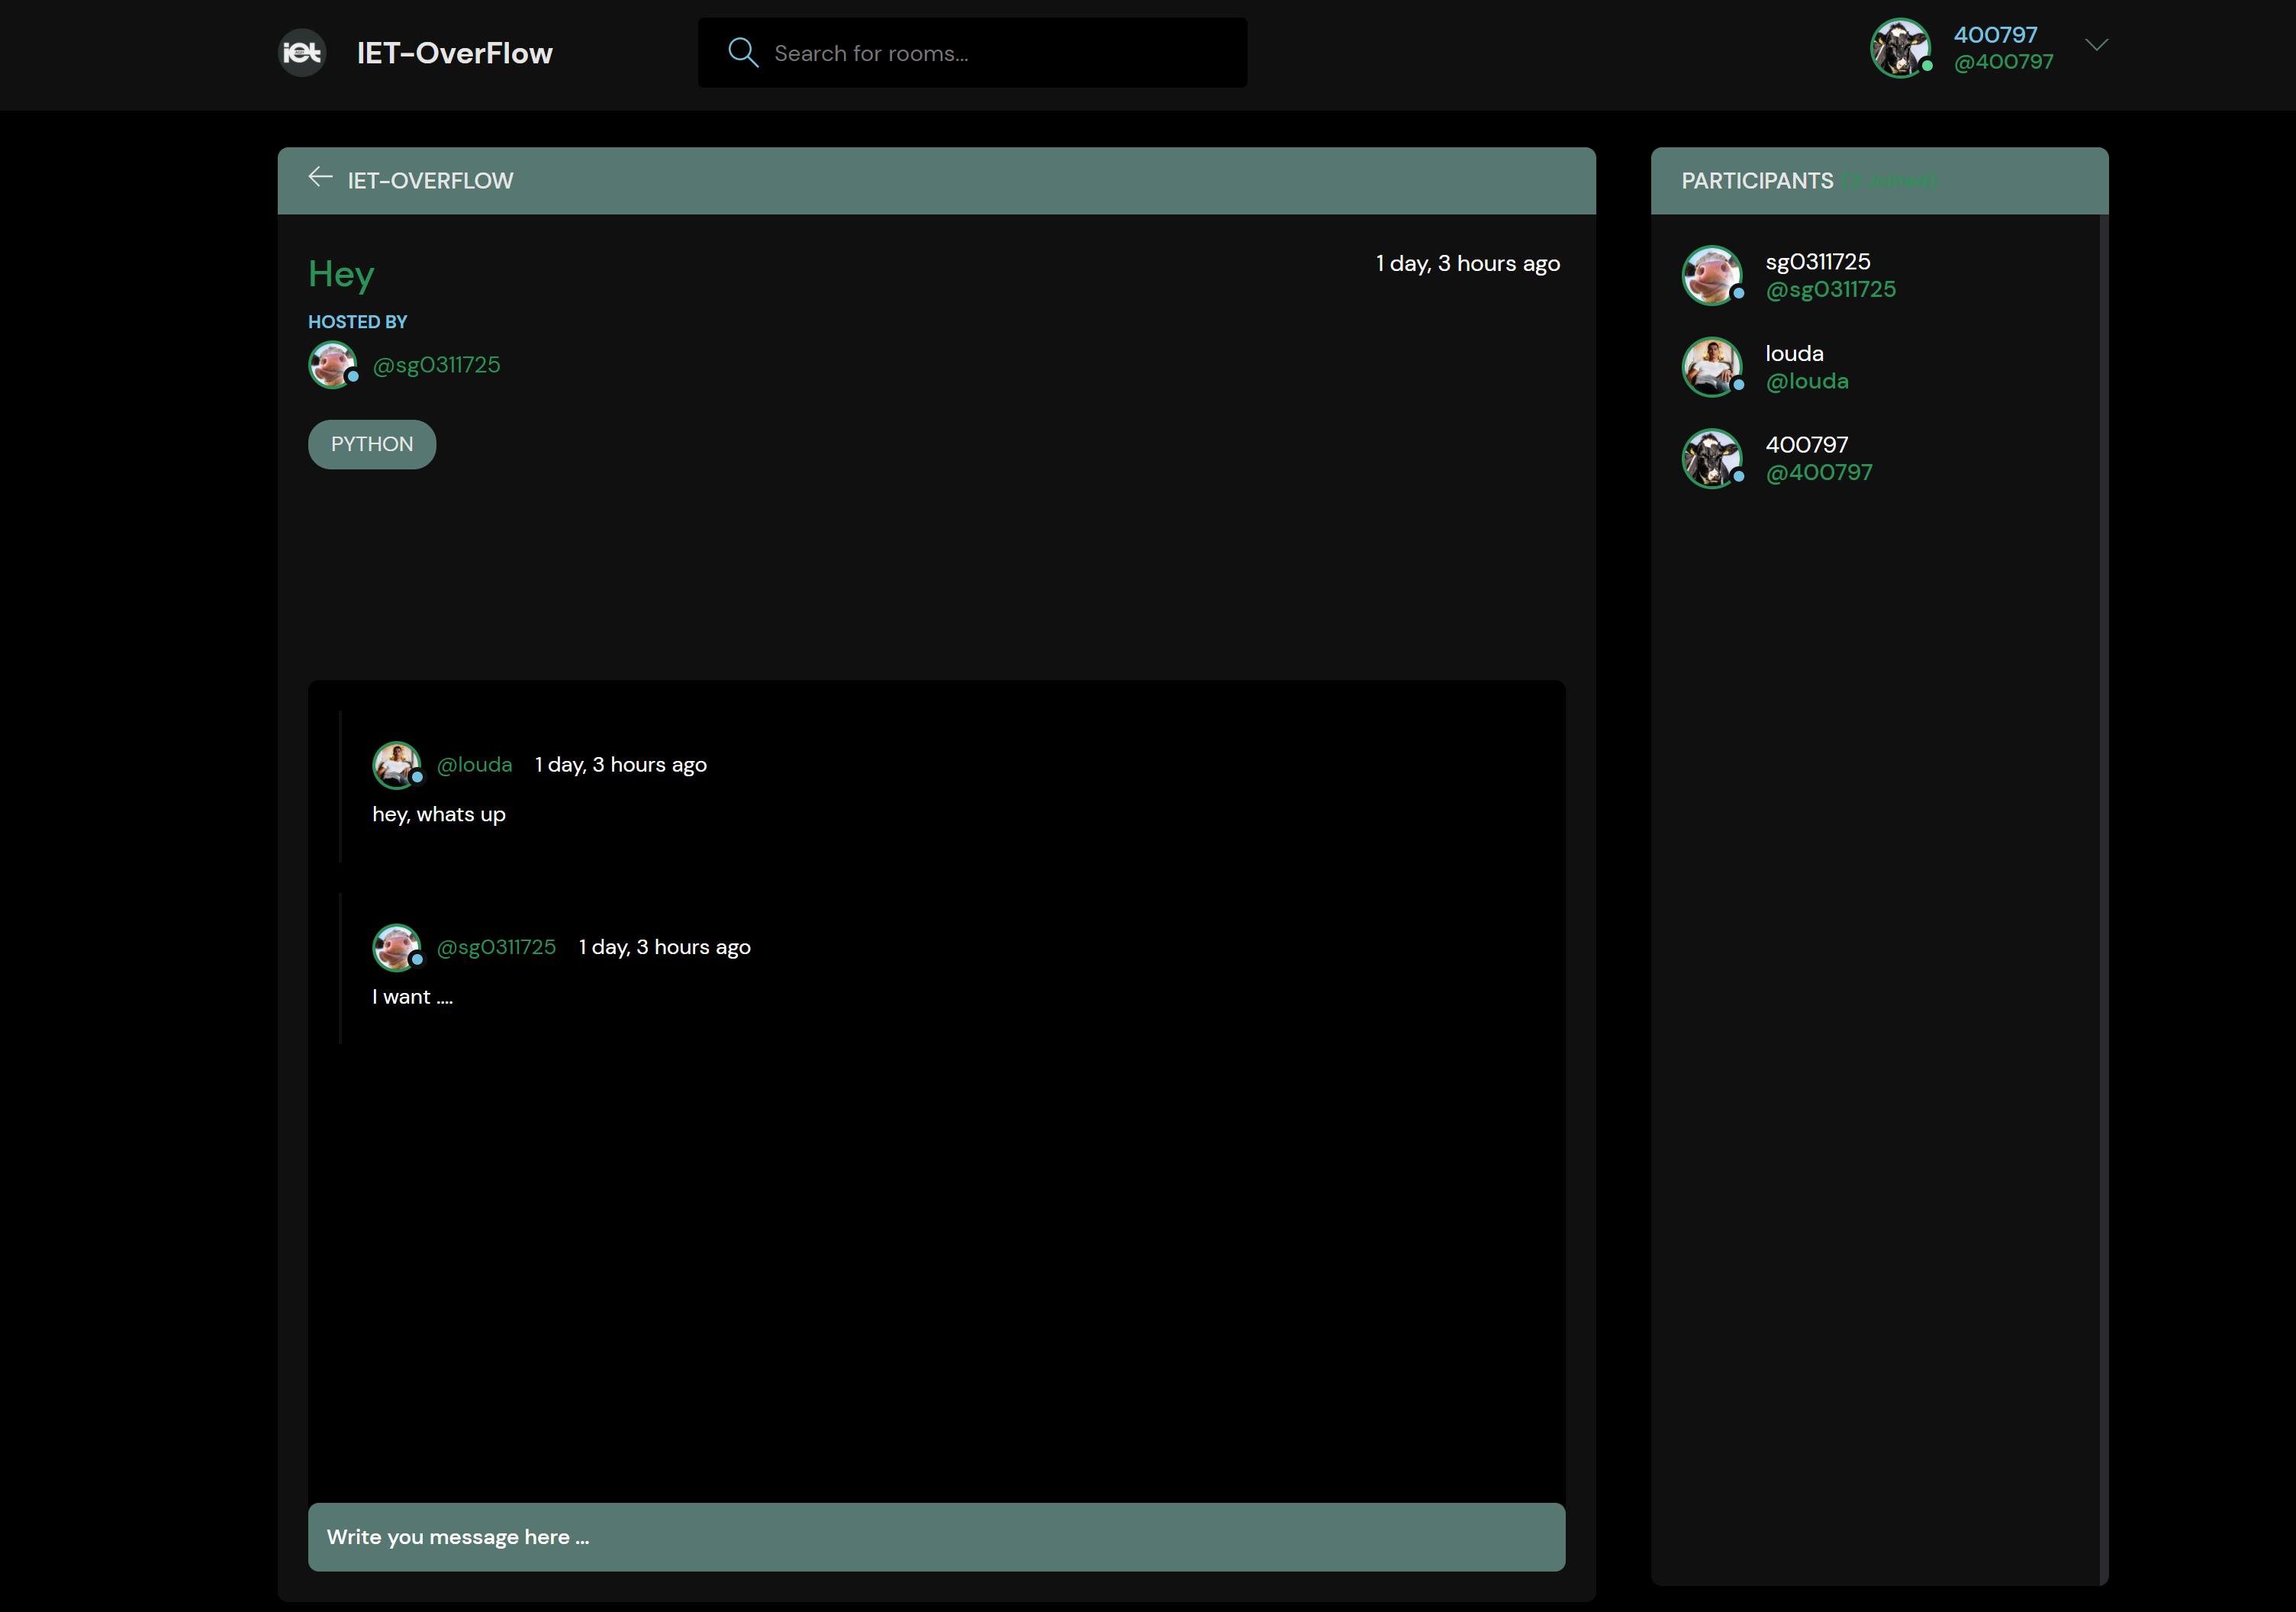 iet
IET-OverFlow
Search for rooms...
400797
@400797
IET-OVERFLOW
Hey
1 day, 3 hours ago
HOSTED BY
@sg0311725
PYTHON
@louda 1 day, 3 hours ago
hey, whats up
@sg0311725 1 day, 3 hours ago
I want ....
Write you message here ...
PARTICIPANTS Joined)
sg0311725
@sg0311725
louda
@louda
400797
@400797